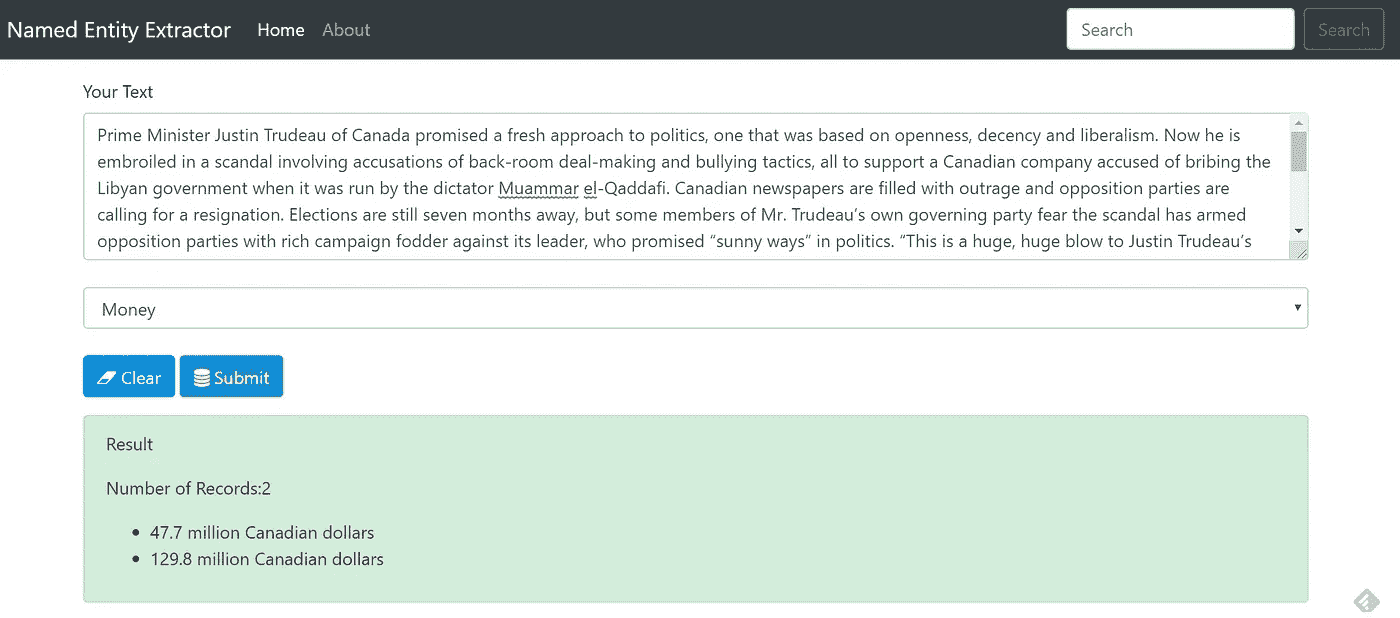 Named Entity Extractor Home About Search Search
Your Text
Prime Minister Justin Trudeau of Canada promised a fresh approach to politics, one that was based on openness, decency and liberalism. Now he is
embroiled in a scandal involving accusations of back-room deal-making and bullying tactics, all to support a Canadian company accused of bribing the
Libyan government when it was run by the dictator Muammar el-Qaddafi. Canadian newspapers are filled with outrage and opposition parties are
calling for a resignation. Elections are still seven months away, but some members of Mr. Trudeau’s own governing party fear the scandal has armed
opposition parties with rich campaign fodder against its leader, who promised “sunny ways” in politics. “This is a huge, huge blow to Justin Trudeau’s
Money
Clear Submit
Result
Number of Records:2
• 47.7 million Canadian dollars
• 129.8 million Canadian dollars